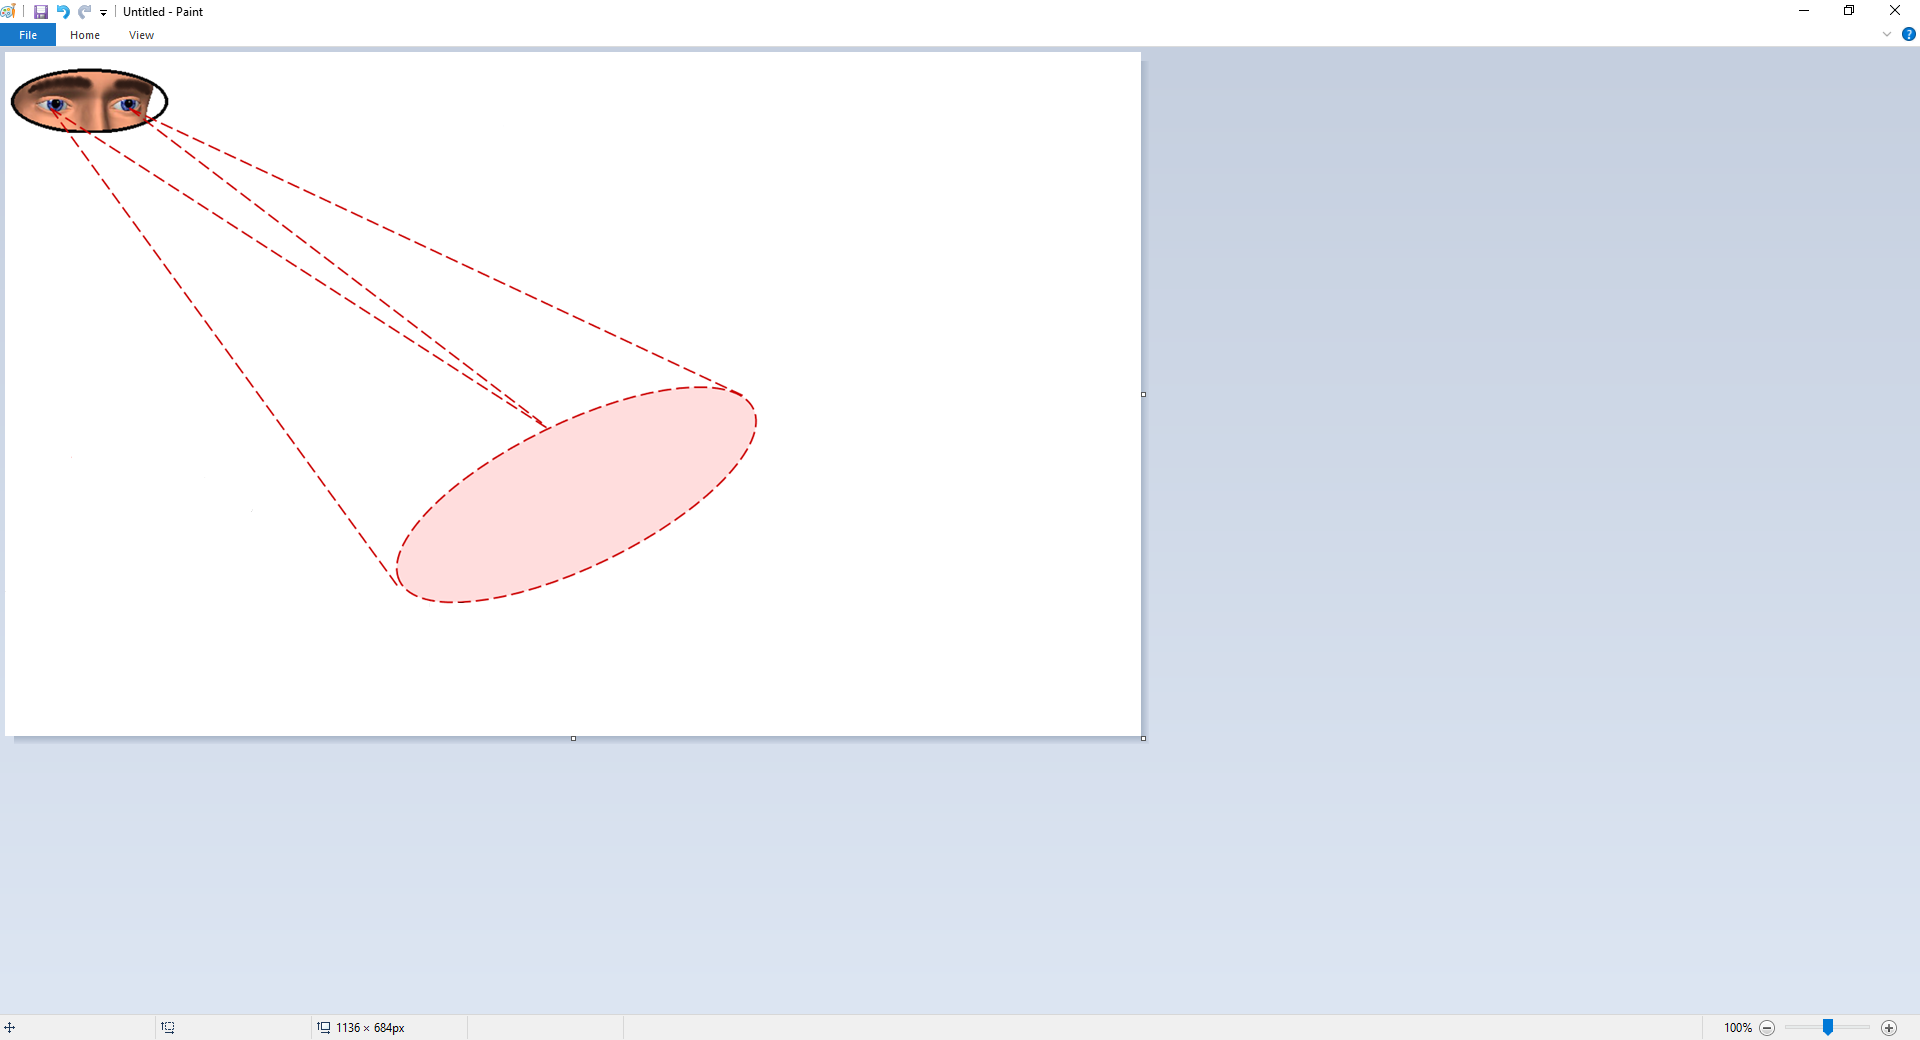 Untitled - Paint
File Home View
1136 × 684px
100%